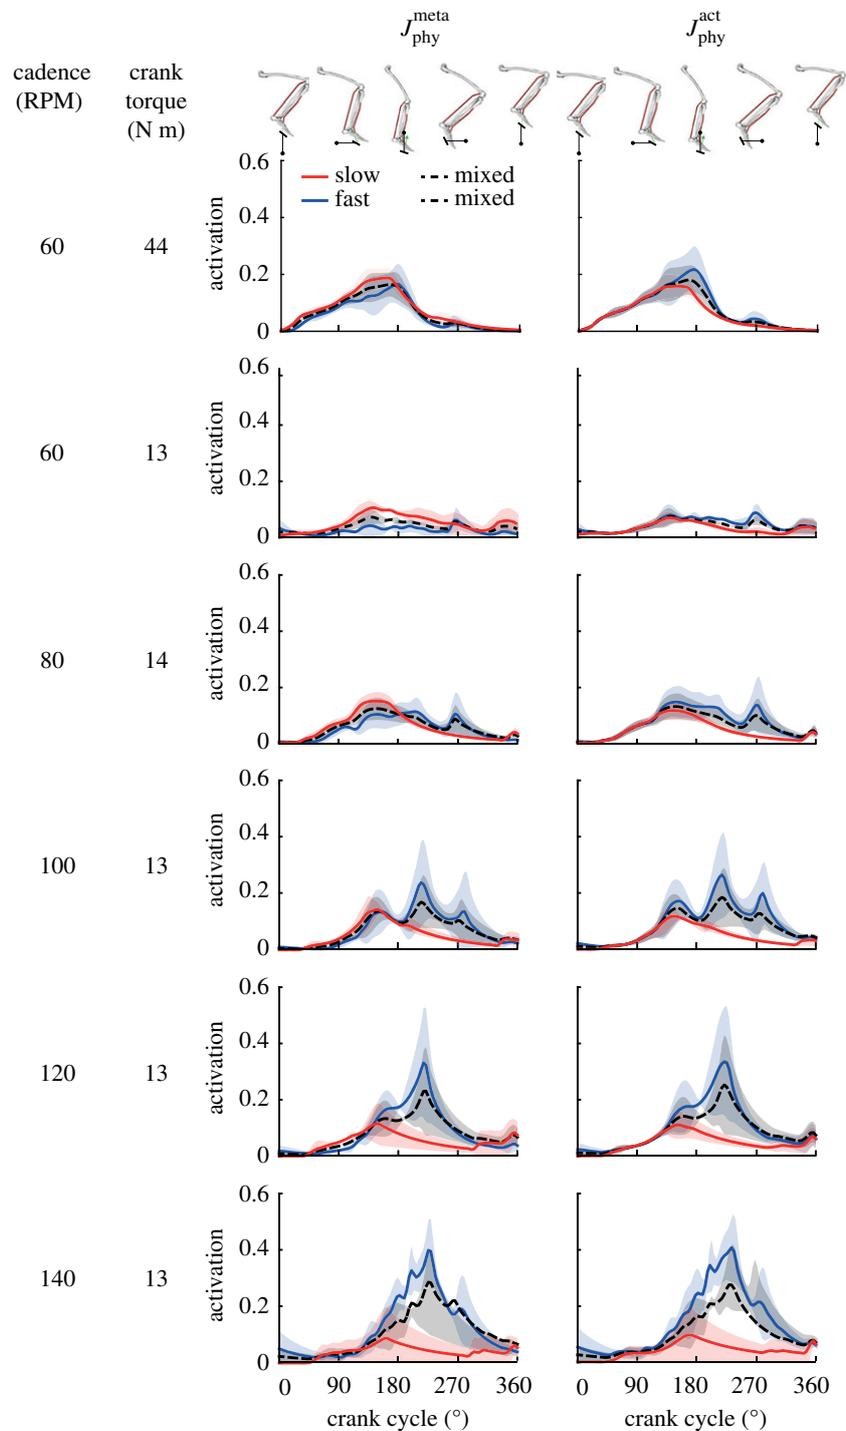 J phy meta J phy act
cadence (RPM) crank torque (N m)
0.6
slow mixed
fast mixed
0.4
activation
60 44
0.2
0
0.6
0.4
activation
60 13
0.2
0
0.6
0.4
activation
80 14
0.2
0
0.6
0.4
activation
100 13
0.2
0
0.6
0.4
activation
120 13
0.2
0
0.6
0.4
activation
140 13
0.2
0
0 90 180 270 360 0 90 180 270 360
crank cycle (°) crank cycle (°)